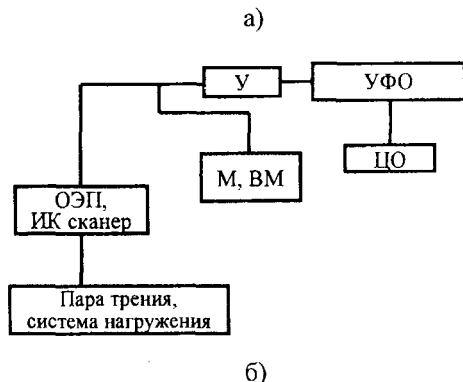 а)
У
УФО
ЦО
М, ВМ
ОЭП,
ИК сканер
Пара трения,
система нагружения
б)